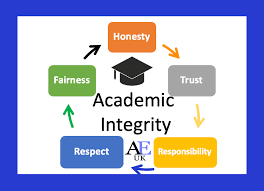 Honesty
Fairness
Trust
Academic
Integrity
Respect
AE
UK
Responsibility